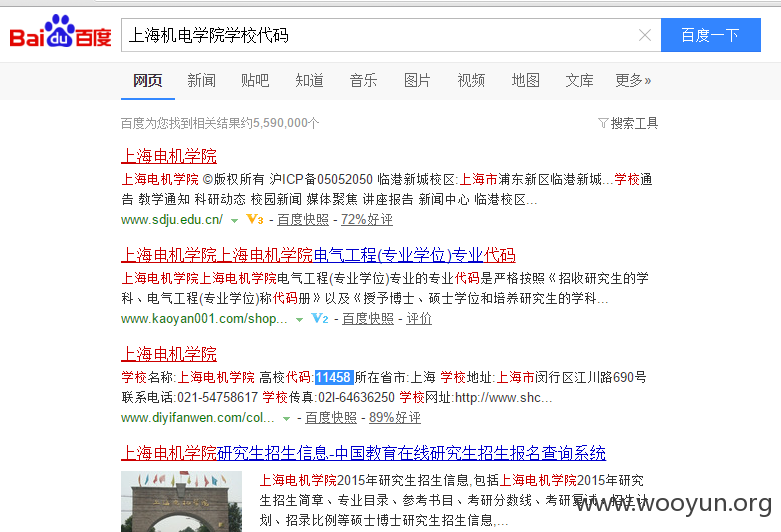 Bai du 百度
上海机电学院学校代码
百度一下
网页 新闻 贴吧 知道 音乐 图片 视频 地图 文库 更多»
百度为您找到相关结果约5,590,000个 搜索工具
上海电机学院
上海电机学院 ©版权所有 沪ICP备05052050 临港新城校区:上海市浦东新区临港新城...学校通
告 教学通知 科研动态 校园新闻 媒体聚焦 讲座报告 新闻中心 临港校区...
www.sdju.edu.cn/ V3 - 百度快照 - 72%好评
上海电机学院上海电机学院电气工程(专业学位)专业代码
上海电机学院上海电机学院电气工程(专业学位)专业的专业代码是严格按照《招收研究生的学
科、电气工程(专业学位)称代码册》以及《授予博士、硕士学位和培养研究生的学科...
www.kaoyan001.com/shop... V2 - 百度快照 - 评价
上海电机学院
学校名称:上海电机学院 高校代码:11458 所在省市:上海 学校地址:上海市闵行区江川路690号
联系电话:021-54758617 学校传真:02l-64636250 学校网址:http://www.shc...
www.diyifanwen.com/col... - 百度快照 - 89%好评
上海电机学院研究生招生信息-中国教育在线研究生招生报名查询系统
上海电机学院2015年研究生招生信息,包括上海电机学院2015年研究
生招生简章、专业目录、参考书目、考研分数线、考研复试、招生计
划、招录比例等硕士博士研究生招生信息,...
www.wooyun.org